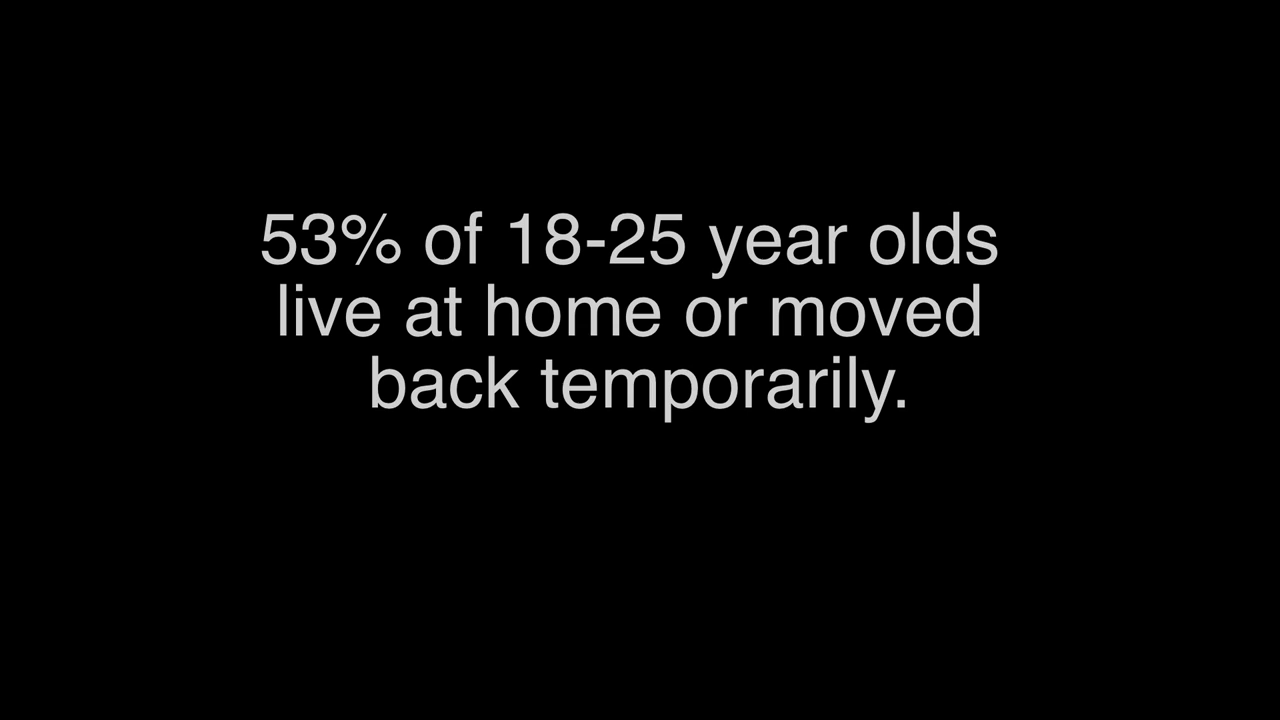 53% of 18-25 year olds
live at home or moved
back temporarily.